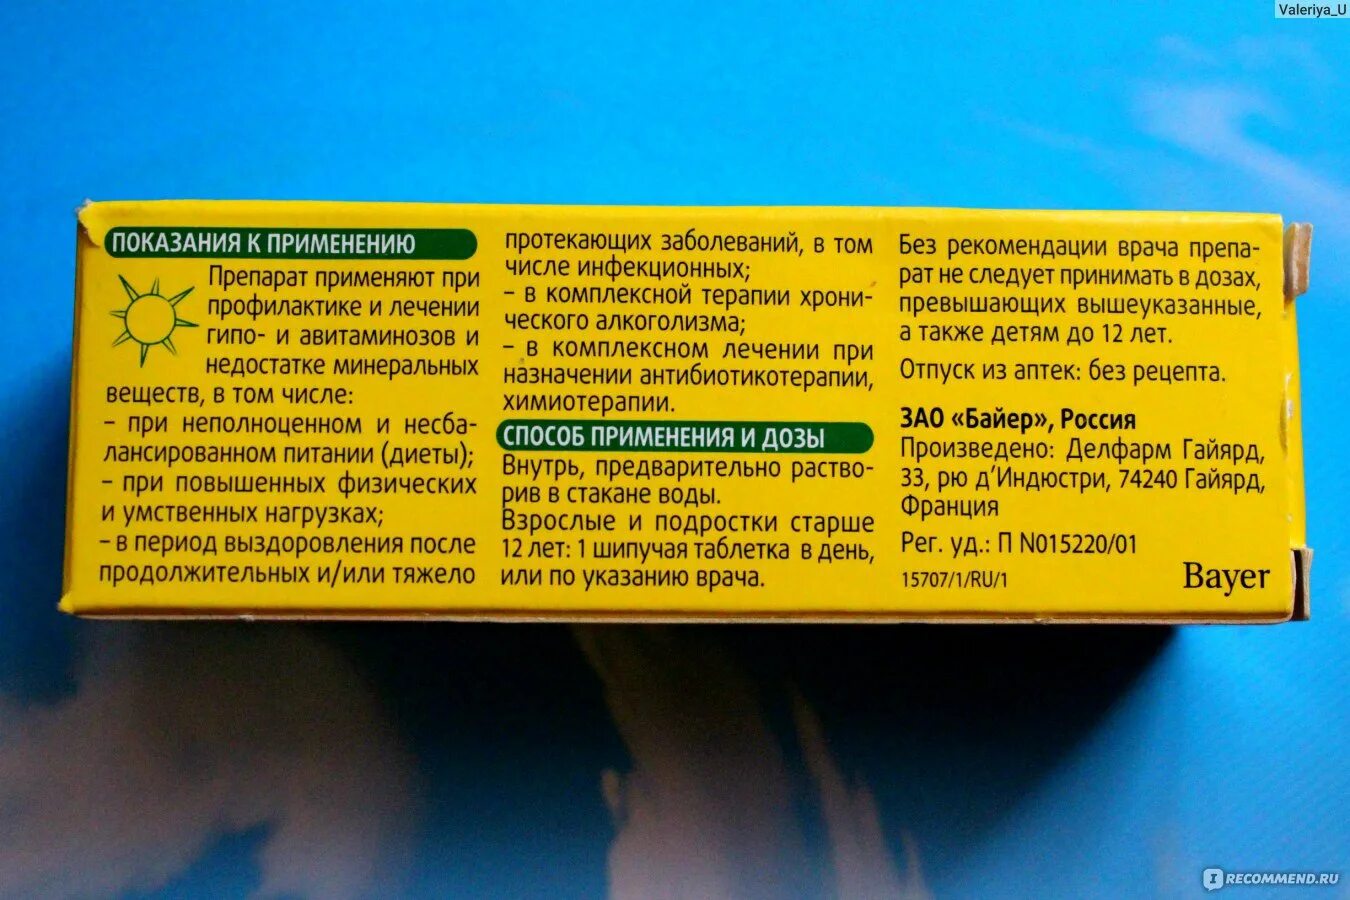 Valeriya_U
ПОКАЗАНИЯ К ПРИМЕНЕНИЮ
Препарат применяют при
профилактике и лечении
гипо- и авитаминозов и
недостатке минеральных
веществ, в том числе:
– при неполноценном и несба-
лансированном питании (диеты);
– при повышенных физических
и умственных нагрузках;
– в период выздоровления после
продолжительных и/или тяжело
протекающих заболеваний, в том
числе инфекционных;
– в комплексной терапии хрони-
ческого алкоголизма;
– в комплексном лечении при
назначении антибиотикотерапии,
химиотерапии.
СПОСОБ ПРИМЕНЕНИЯ И ДОЗЫ
Внутрь, предварительно раство-
рив в стакане воды.
Взрослые и подростки старше
12 лет: 1 шипучая таблетка в день,
или по указанию врача.
Без рекомендации врача препа-
рат не следует принимать в дозах,
превышающих вышеуказанные,
а также детям до 12 лет.
Отпуск из аптек: без рецепта.
ЗАО «Байер», Россия
Произведено: Делфарм Гайярд,
33, рю д'Индюстри, 74240 Гайярд,
Франция
Рег. уд.: П N015220/01
15707/1/RU/1
Bayer
IRECOMMEND.RU